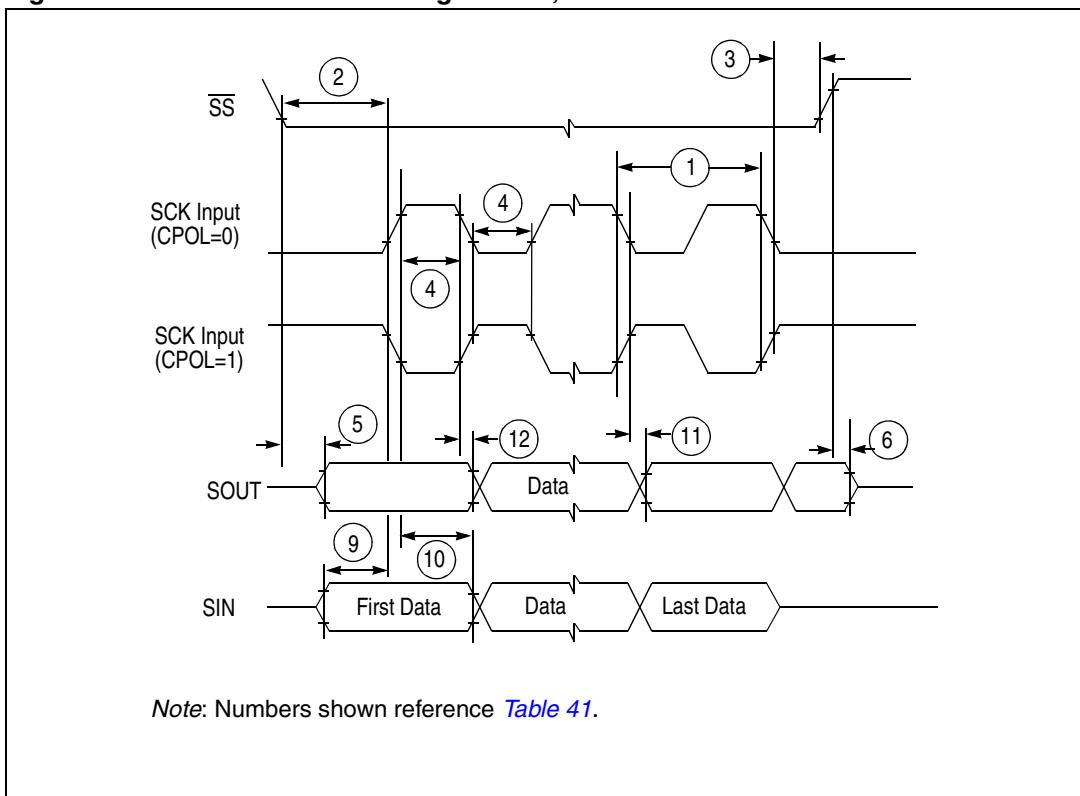 2
3
SS
1
SCK Input
(CPOL=0)
4
4
SCK Input
(CPOL=1)
5
12
11
6
SOUT
Data
9
10
SIN
First Data
Data
Last Data
Note: Numbers shown reference Table 41.